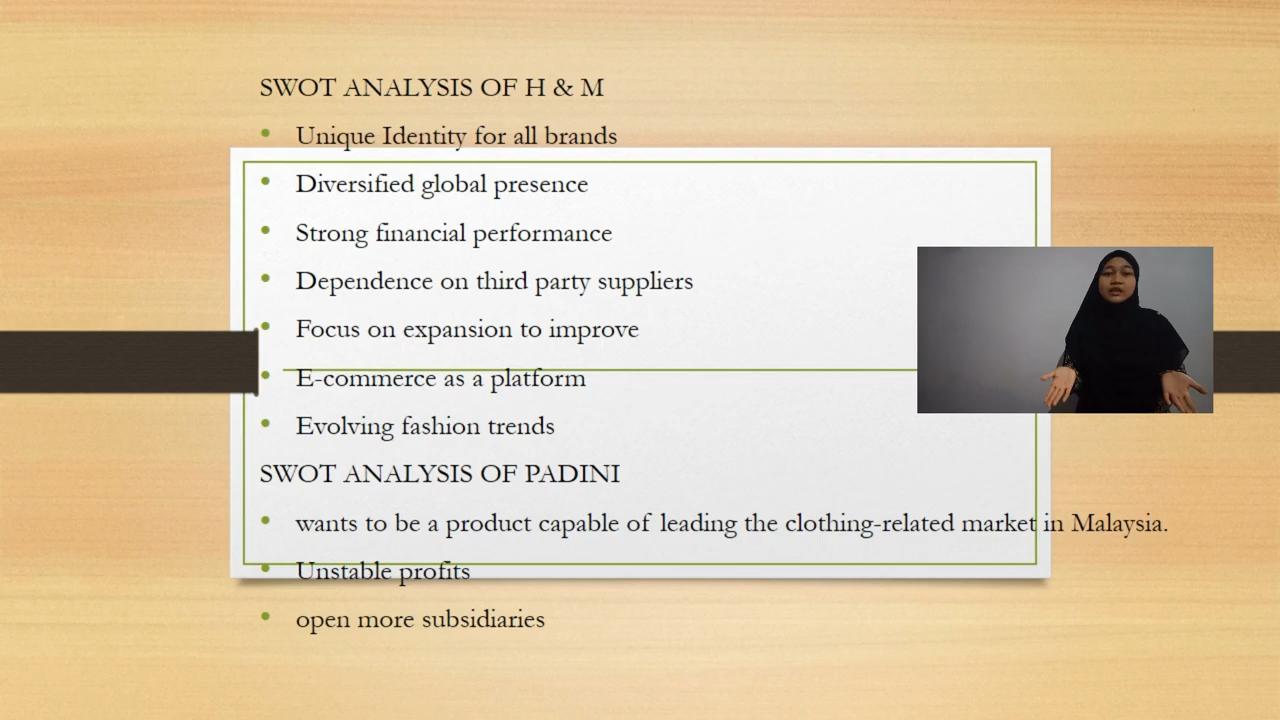 SWOT ANALYSIS OF H & M
• Unique Identity for all brands
• Diversified global presence
• Strong financial performance
• Dependence on third party suppliers
• Focus on expansion to improve
• E-commerce as a platform
• Evolving fashion trends
SWOT ANALYSIS OF PADINI
• wants to be a product capable of leading the clothing-related market in Malaysia.
• Unstable profits
• open more subsidiaries